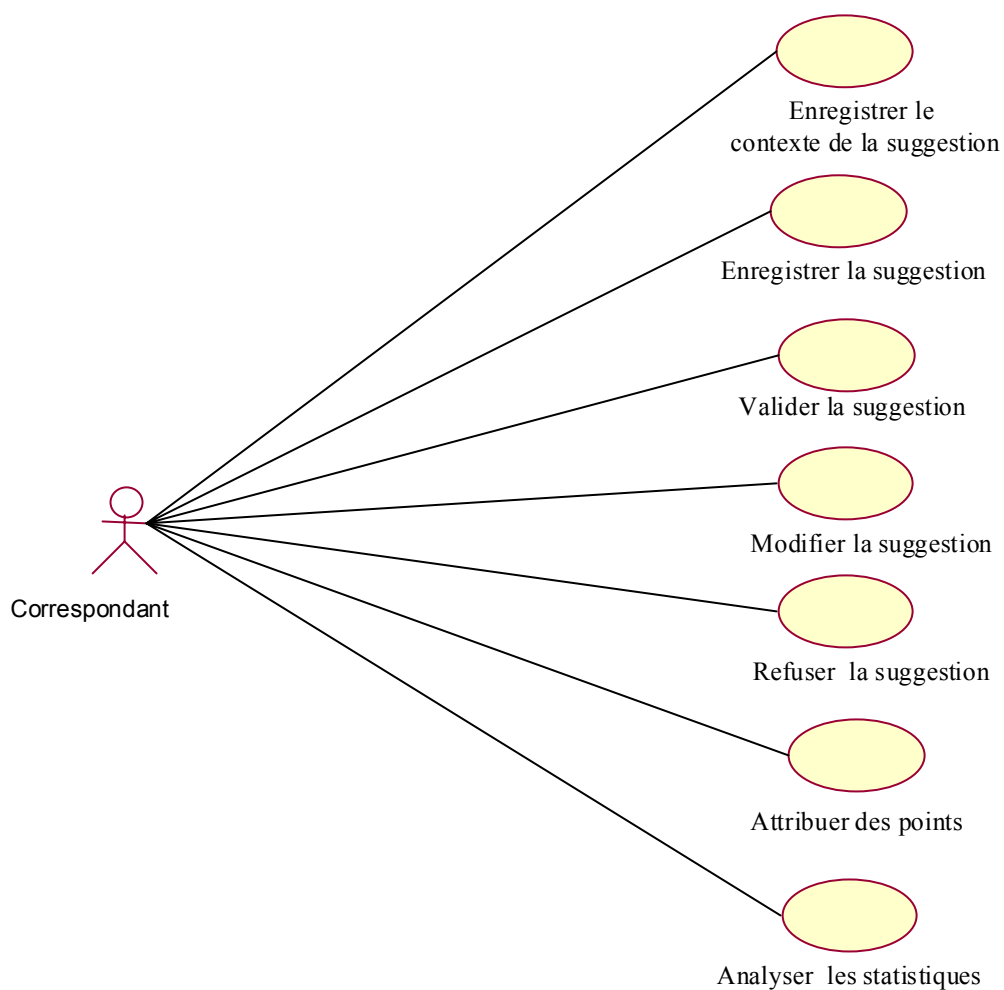 Enregistrer le
contexte de la suggestion
Enregistrer la suggestion
Valider la suggestion
Modifier la suggestion
Correspondant
Refuser la suggestion
Attribuer des points
Analyser les statistiques